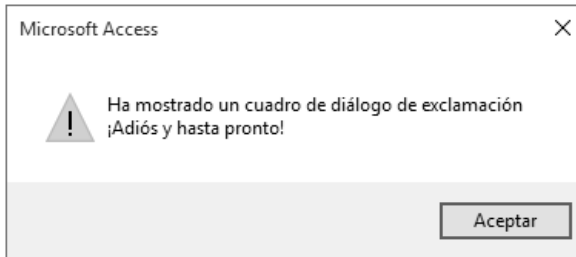 Microsoft Access
Ha mostrado un cuadro de diálogo de exclamación
¡Adiós y hasta pronto!
Aceptar